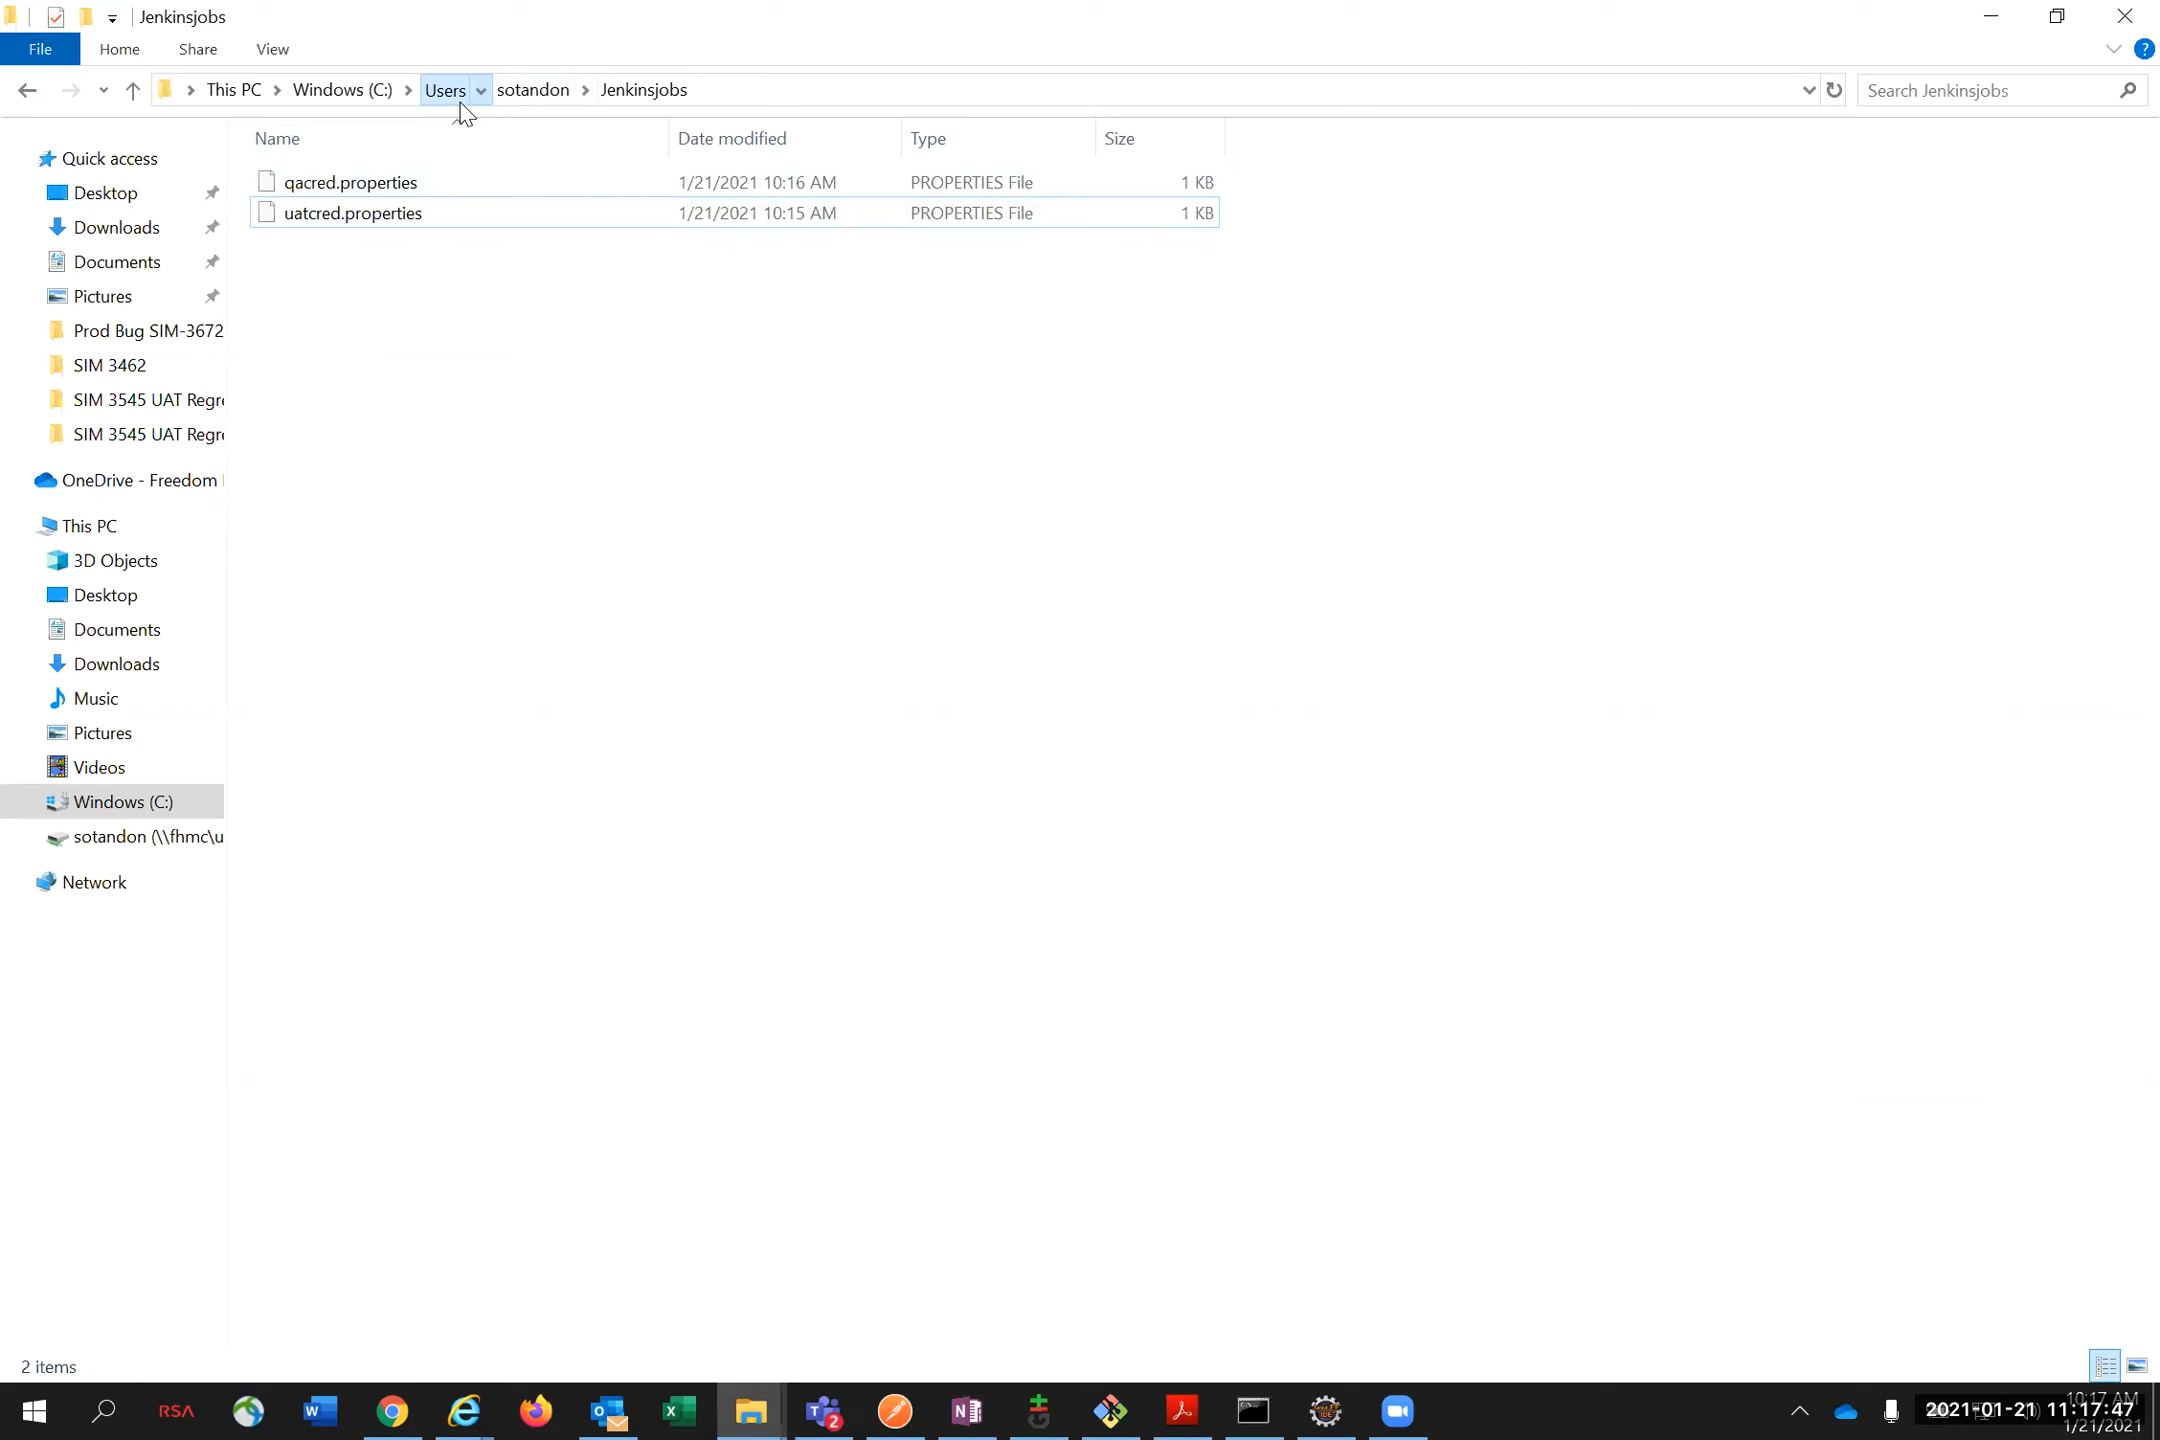 Jenkinsjobs
File Home Share View
This PC Windows (C:) Users sotandon Jenkinsjobs
Search Jenkinsjobs
Name Date modified Type Size
qacred.properties 1/21/2021 10:16 AM PROPERTIES File 1 KB
uatcred.properties 1/21/2021 10:15 AM PROPERTIES File 1 KB
Quick access
Desktop
Downloads
Documents
Pictures
Prod Bug SIM-3672
SIM 3462
SIM 3545 UAT Regre
SIM 3545 UAT Regre
OneDrive - Freedom
This PC
3D Objects
Desktop
Documents
Downloads
Music
Pictures
Videos
Windows (C:)
sotandon (\\fhmc\u
Network
2 items
RSA
2
10:17 AM
2021-01-21 11:17:47
1/21/2021